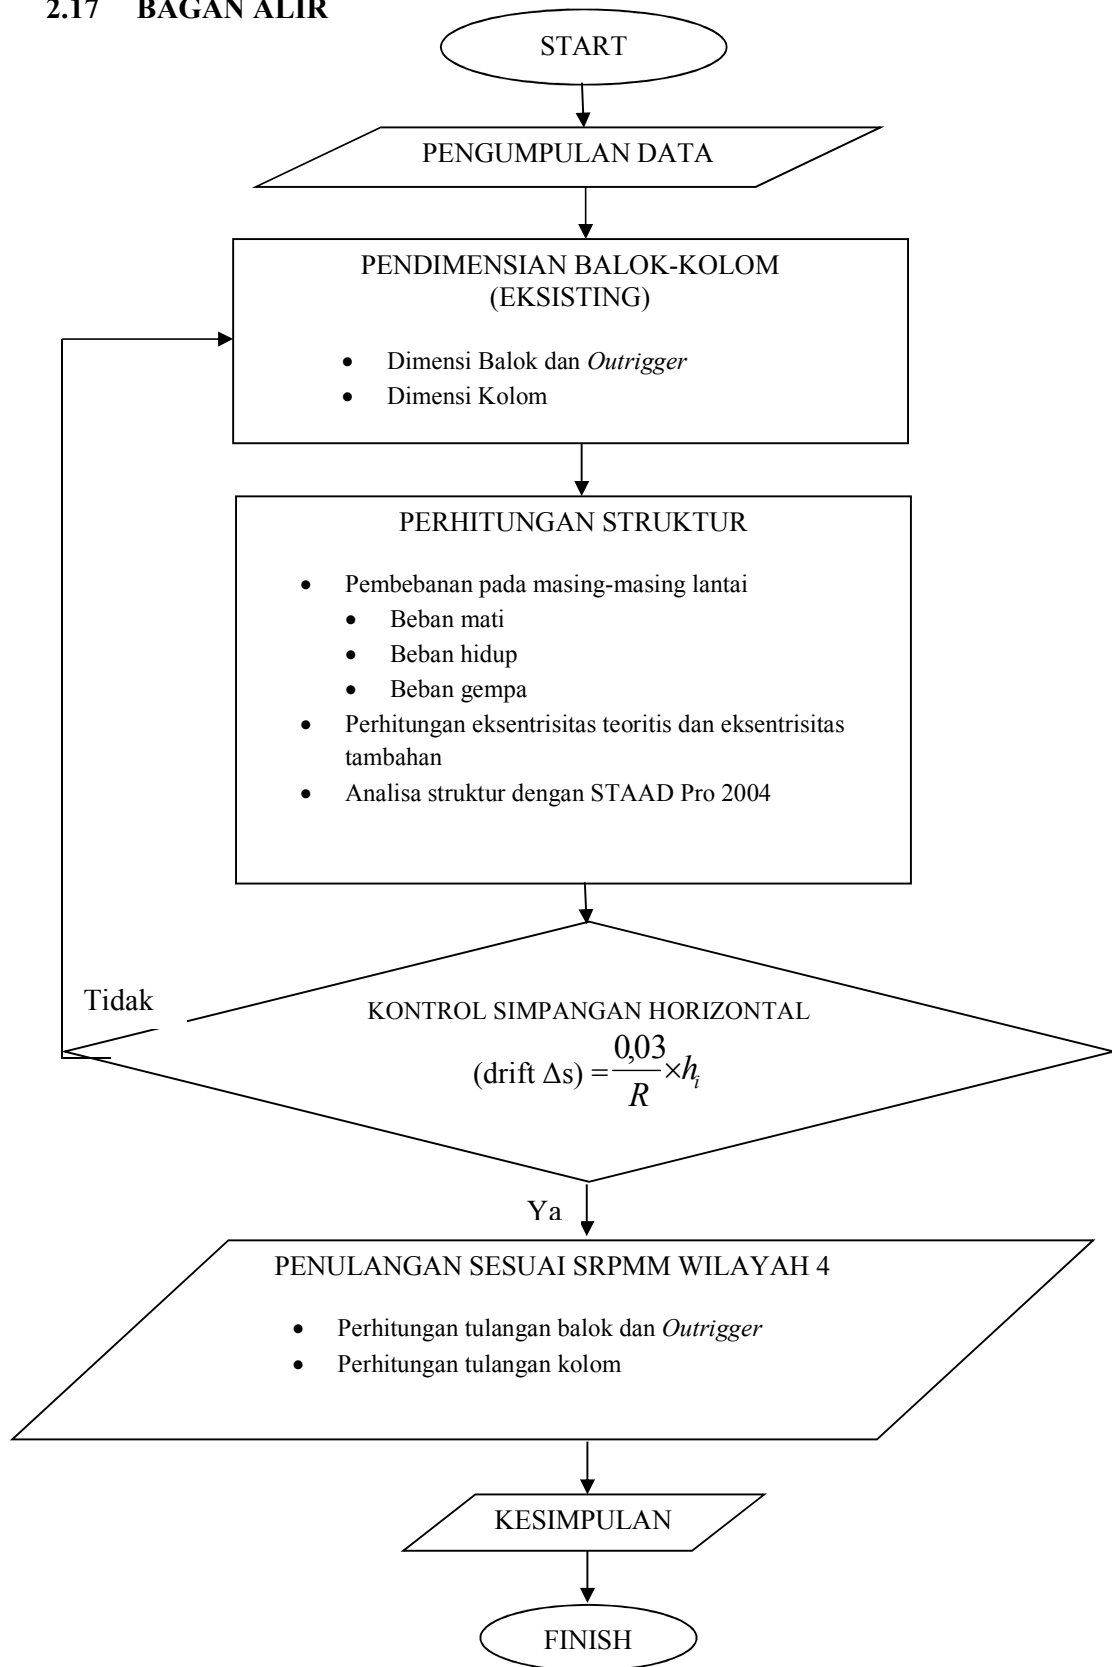 2.17 BAGAN ALIR
START
PENGUMPULAN DATA
PENDIMENSIAN BALOK-KOLOM
(EKSISTING)
• Dimensi Balok dan Outrigger
• Dimensi Kolom
PERHITUNGAN STRUKTUR
• Pembebanan pada masing-masing lantai
• Beban mati
• Beban hidup
• Beban gempa
• Perhitungan eksentrisitas teoritis dan eksentrisitas
tambahan
• Analisa struktur dengan STAAD Pro 2004
Tidak
KONTROL SIMPANGAN HORIZONTAL
(drift Δs) = 0,03/R × hᵢ
Ya
PENULANGAN SESUAI SRPMM WILAYAH 4
• Perhitungan tulangan balok dan Outrigger
• Perhitungan tulangan kolom
KESIMPULAN
FINISH